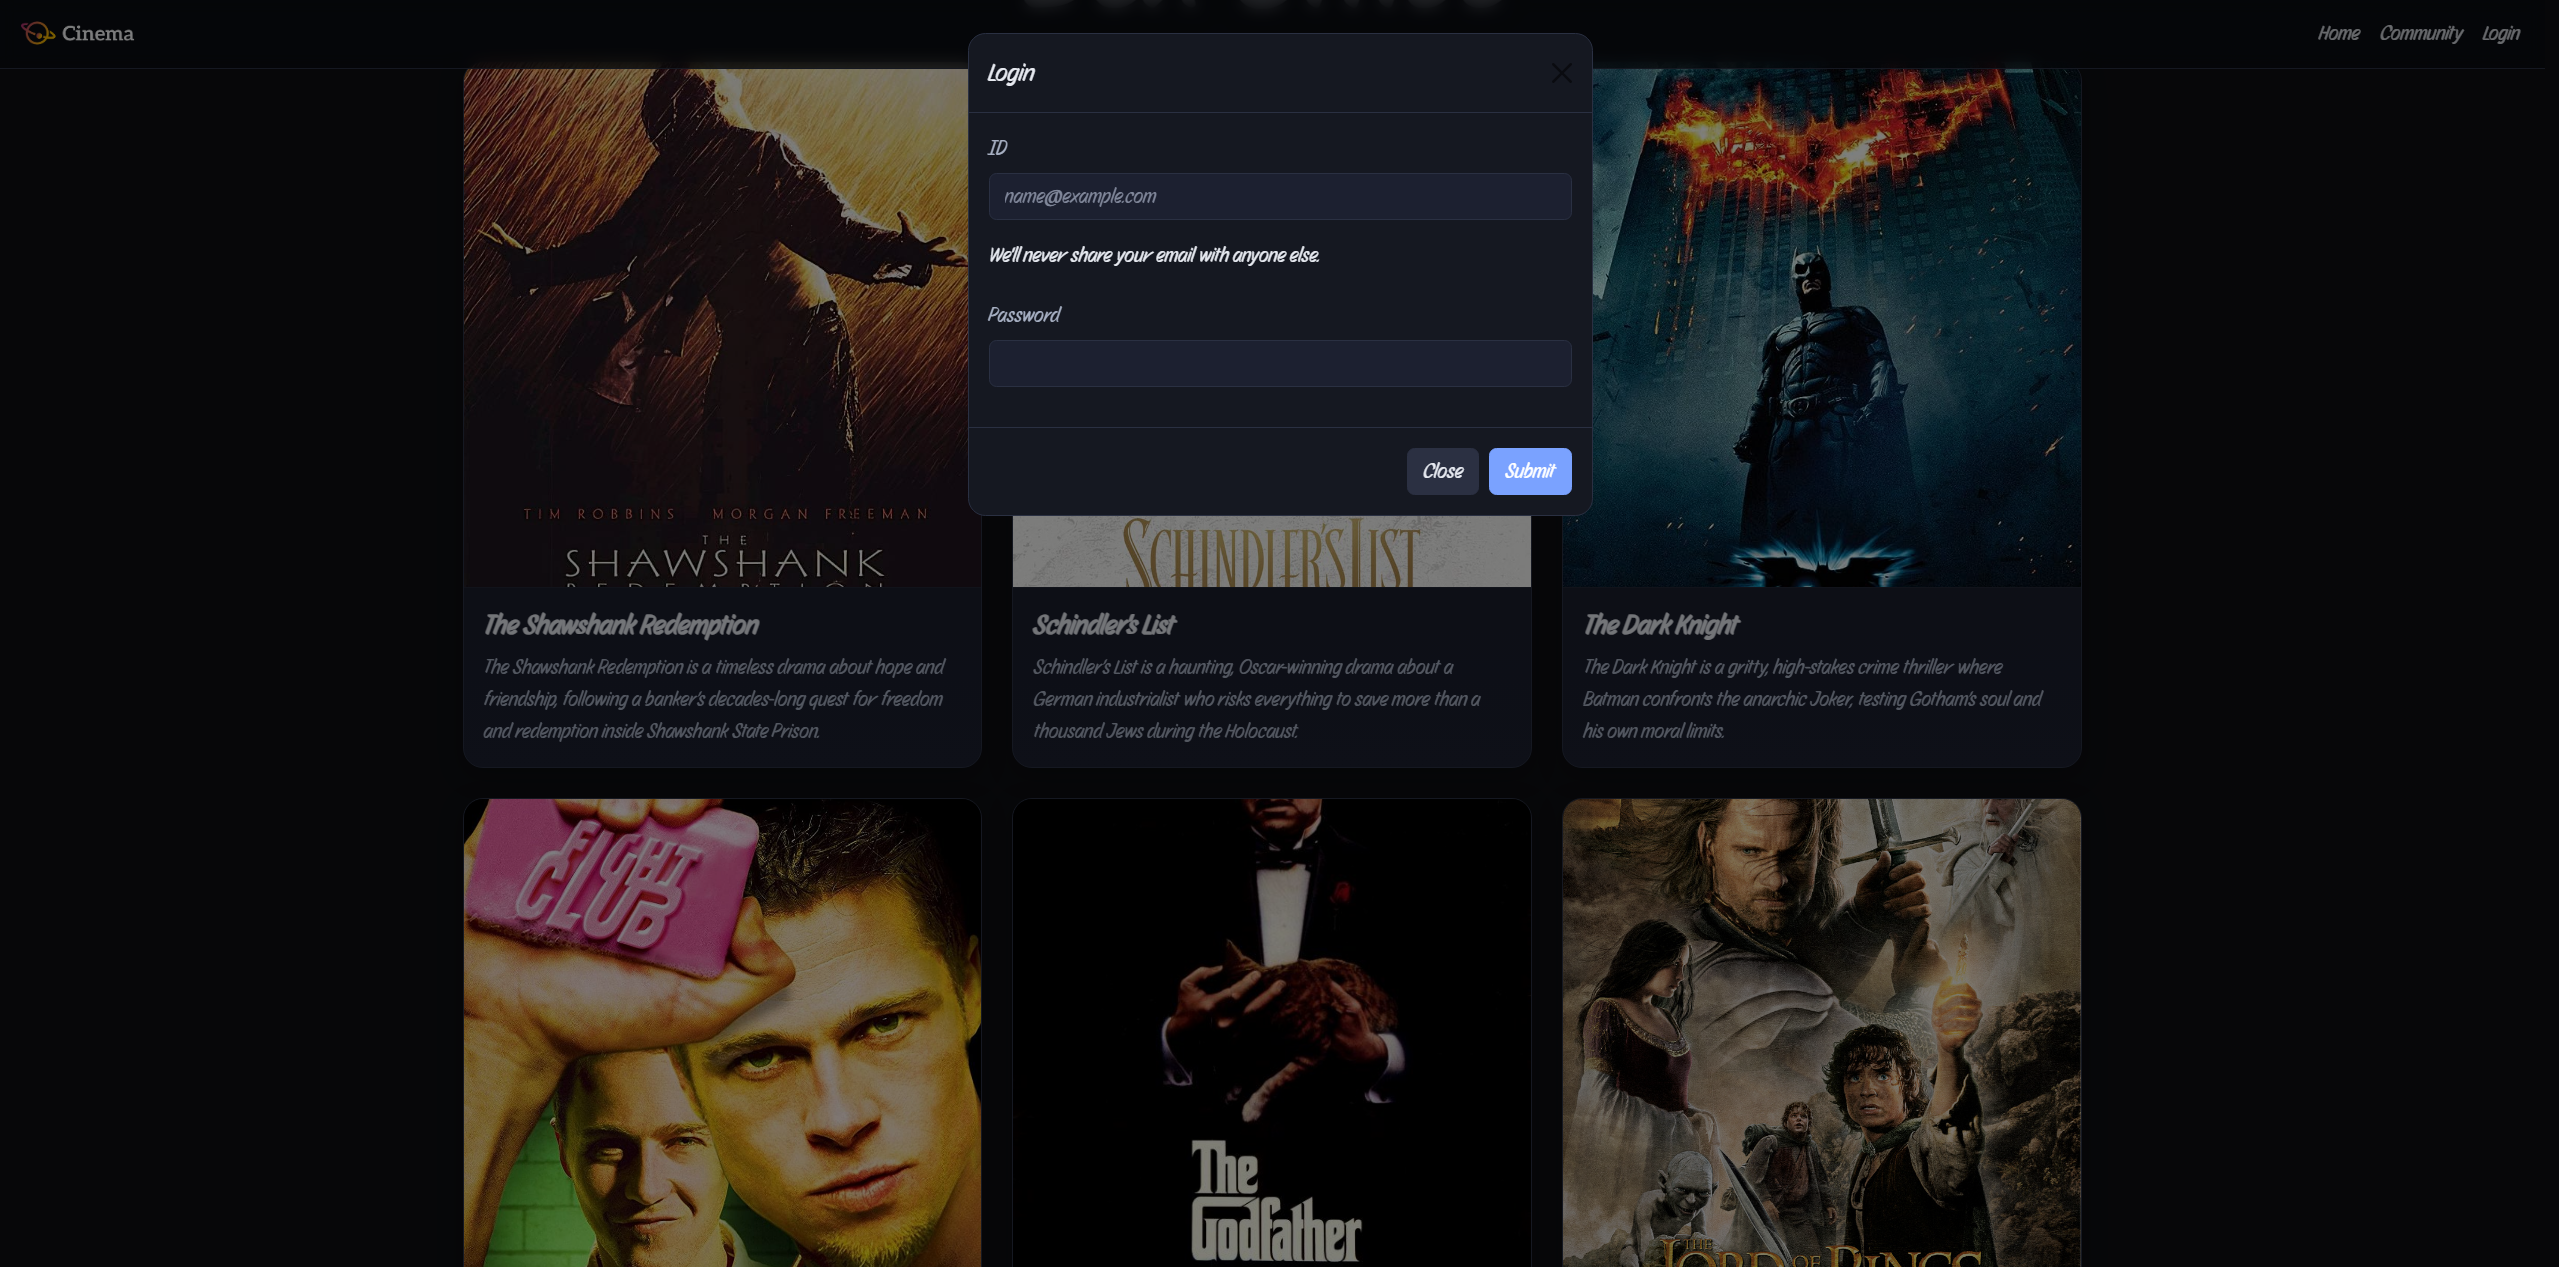 Cinema
Home Community Login
Login
ID
name@example.com
We'll never share your email with anyone else.
Password
Close Submit
TIM ROBBINS MORGAN FREEMAN
THE
SHAWSHANK
REDEMPTION
SCHINDLER'S LIST
The Shawshank Redemption
The Shawshank Redemption is a timeless drama about hope and
friendship, following a banker's decades-long quest for freedom
and redemption inside Shawshank State Prison.
Schindler's List
Schindler's List is a haunting, Oscar-winning drama about a
German industrialist who risks everything to save more than a
thousand Jews during the Holocaust.
The Dark Knight
The Dark Knight is a gritty, high-stakes crime thriller where
Batman confronts the anarchic Joker, testing Gotham's soul and
his own moral limits.
FIGHT
CLUB
The
Godfather
THE
LORD OF RINGS